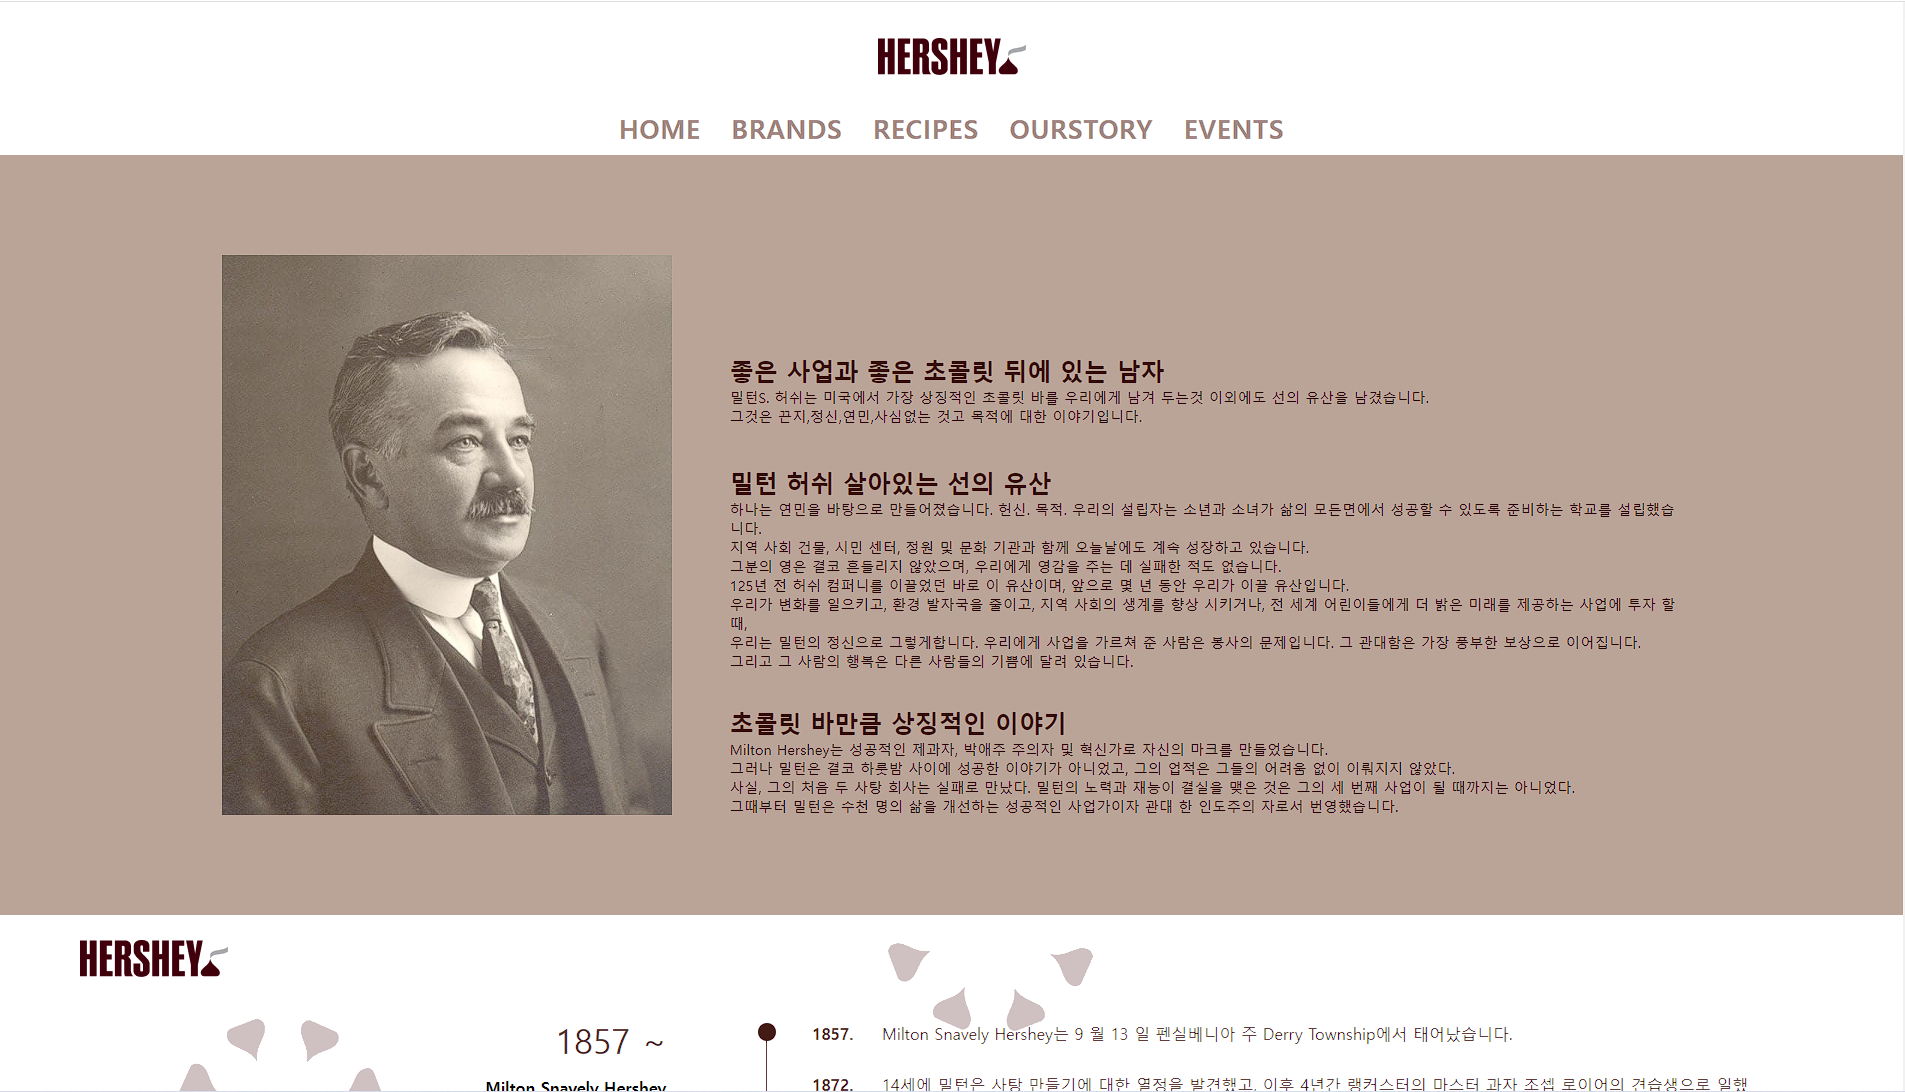 HERSHEY
HOME BRANDS RECIPES OURSTORY EVENTS
좋은 사업과 좋은 초콜릿 뒤에 있는 남자
밀턴S. 허쉬는 미국에서 가장 상징적인 초콜릿 바를 우리에게 남겨 두는것 이외에도 선의 유산을 남겼습니다.
그것은 끈지,정신,연민,사심없는 것고 목적에 대한 이야기입니다.
밀턴 허쉬 살아있는 선의 유산
하나는 연민을 바탕으로 만들어졌습니다. 헌신. 목적. 우리의 설립자는 소년과 소녀가 삶의 모든면에서 성공할 수 있도록 준비하는 학교를 설립했습
니다.
지역 사회 건물, 시민 센터, 정원 및 문화 기관과 함께 오늘날에도 계속 성장하고 있습니다.
그분의 영은 결코 흔들리지 않았으며, 우리에게 영감을 주는 데 실패한 적도 없습니다.
125년 전 허쉬 컴퍼니를 이끌었던 바로 이 유산이며, 앞으로 몇 년 동안 우리가 이끌 유산입니다.
우리가 변화를 일으키고, 환경 발자국을 줄이고, 지역 사회의 생계를 향상 시키거나, 전 세계 어린이들에게 더 밝은 미래를 제공하는 사업에 투자 할
때,
우리는 밀턴의 정신으로 그렇게합니다. 우리에게 사업을 가르쳐 준 사람은 봉사의 문제입니다. 그 관대함은 가장 풍부한 보상으로 이어집니다.
그리고 그 사람의 행복은 다른 사람들의 기쁨에 달려 있습니다.
초콜릿 바만큼 상징적인 이야기
Milton Hershey는 성공적인 제과자, 박애주 주의자 및 혁신가로 자신의 마크를 만들었습니다.
그러나 밀턴은 결코 하룻밤 사이에 성공한 이야기가 아니었고, 그의 업적은 그들의 어려움 없이 이뤄지지 않았다.
사실, 그의 처음 두 사탕 회사는 실패로 만났다. 밀턴의 노력과 재능이 결실을 맺은 것은 그의 세 번째 사업이 될 때까지는 아니었다.
그때부터 밀턴은 수천 명의 삶을 개선하는 성공적인 사업가이자 관대 한 인도주의 자로서 번영했습니다.
HERSHEY
1857 ~
Milton Snavely Hershey
1857. Milton Snavely Hershey는 9 월 13 일 펜실베니아 주 Derry Township에서 태어났습니다.
1872. 14세에 밀턴은 사탕 만들기에 대한 열정을 발견했고, 이후 4년간 랭커스터의 마스터 과자 조셉 로이어의 견습생으로 일했